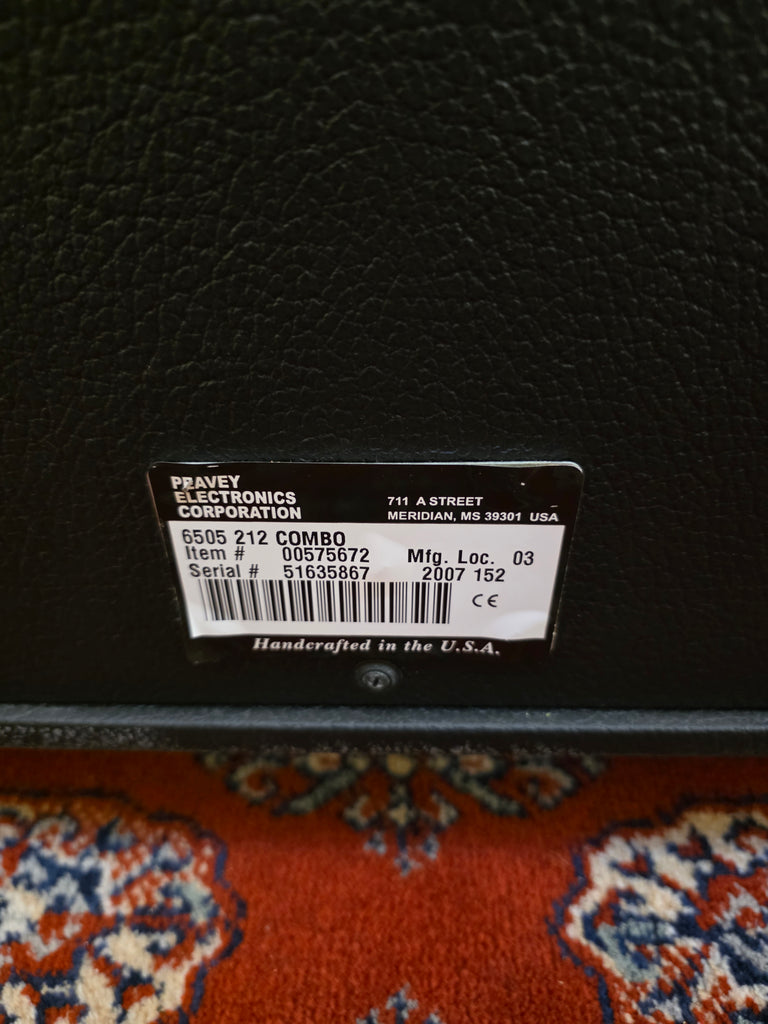 PEAVEY
ELECTRONICS
CORPORATION
711 A STREET
MERIDIAN, MS 39301 USA
6505 212 COMBO
Item # 00575672 Mfg. Loc. 03
Serial # 51635867 2007 152
CE
Handcrafted in the U.S.A.